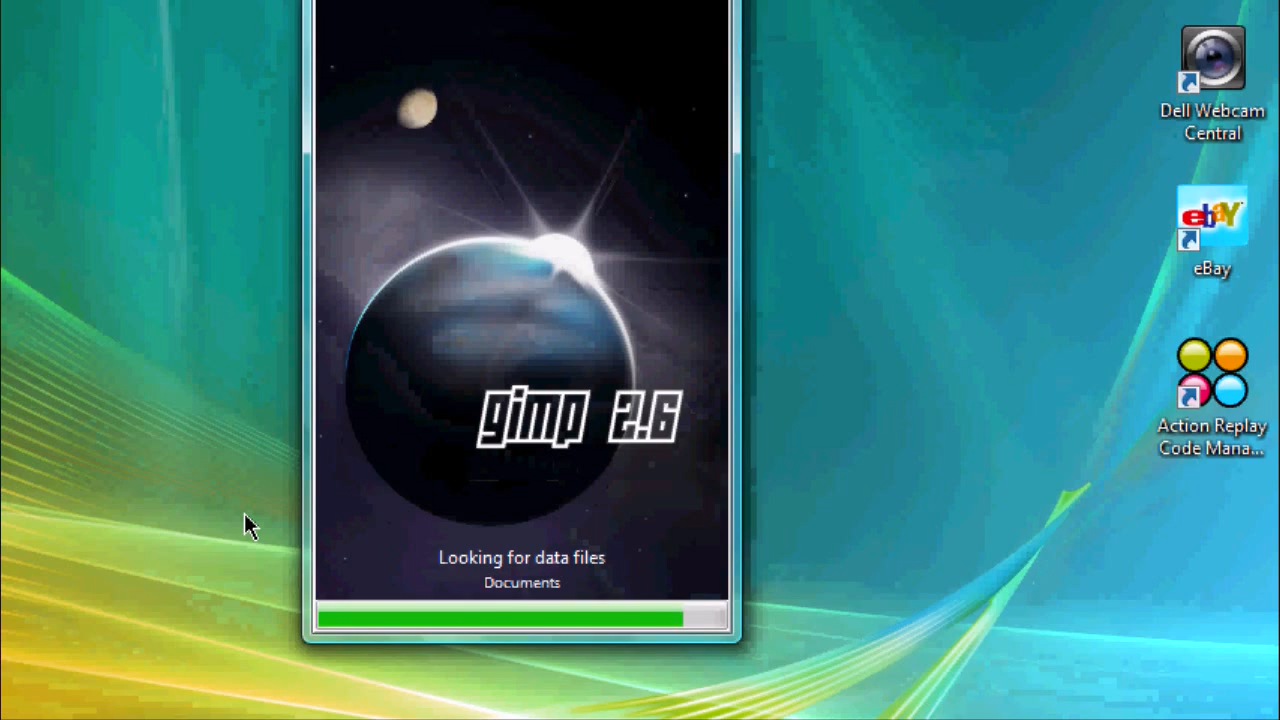 gimp 2.6
Looking for data files
Documents
Dell Webcam
Central
ebaY
eBay
Action Replay
Code Mana...